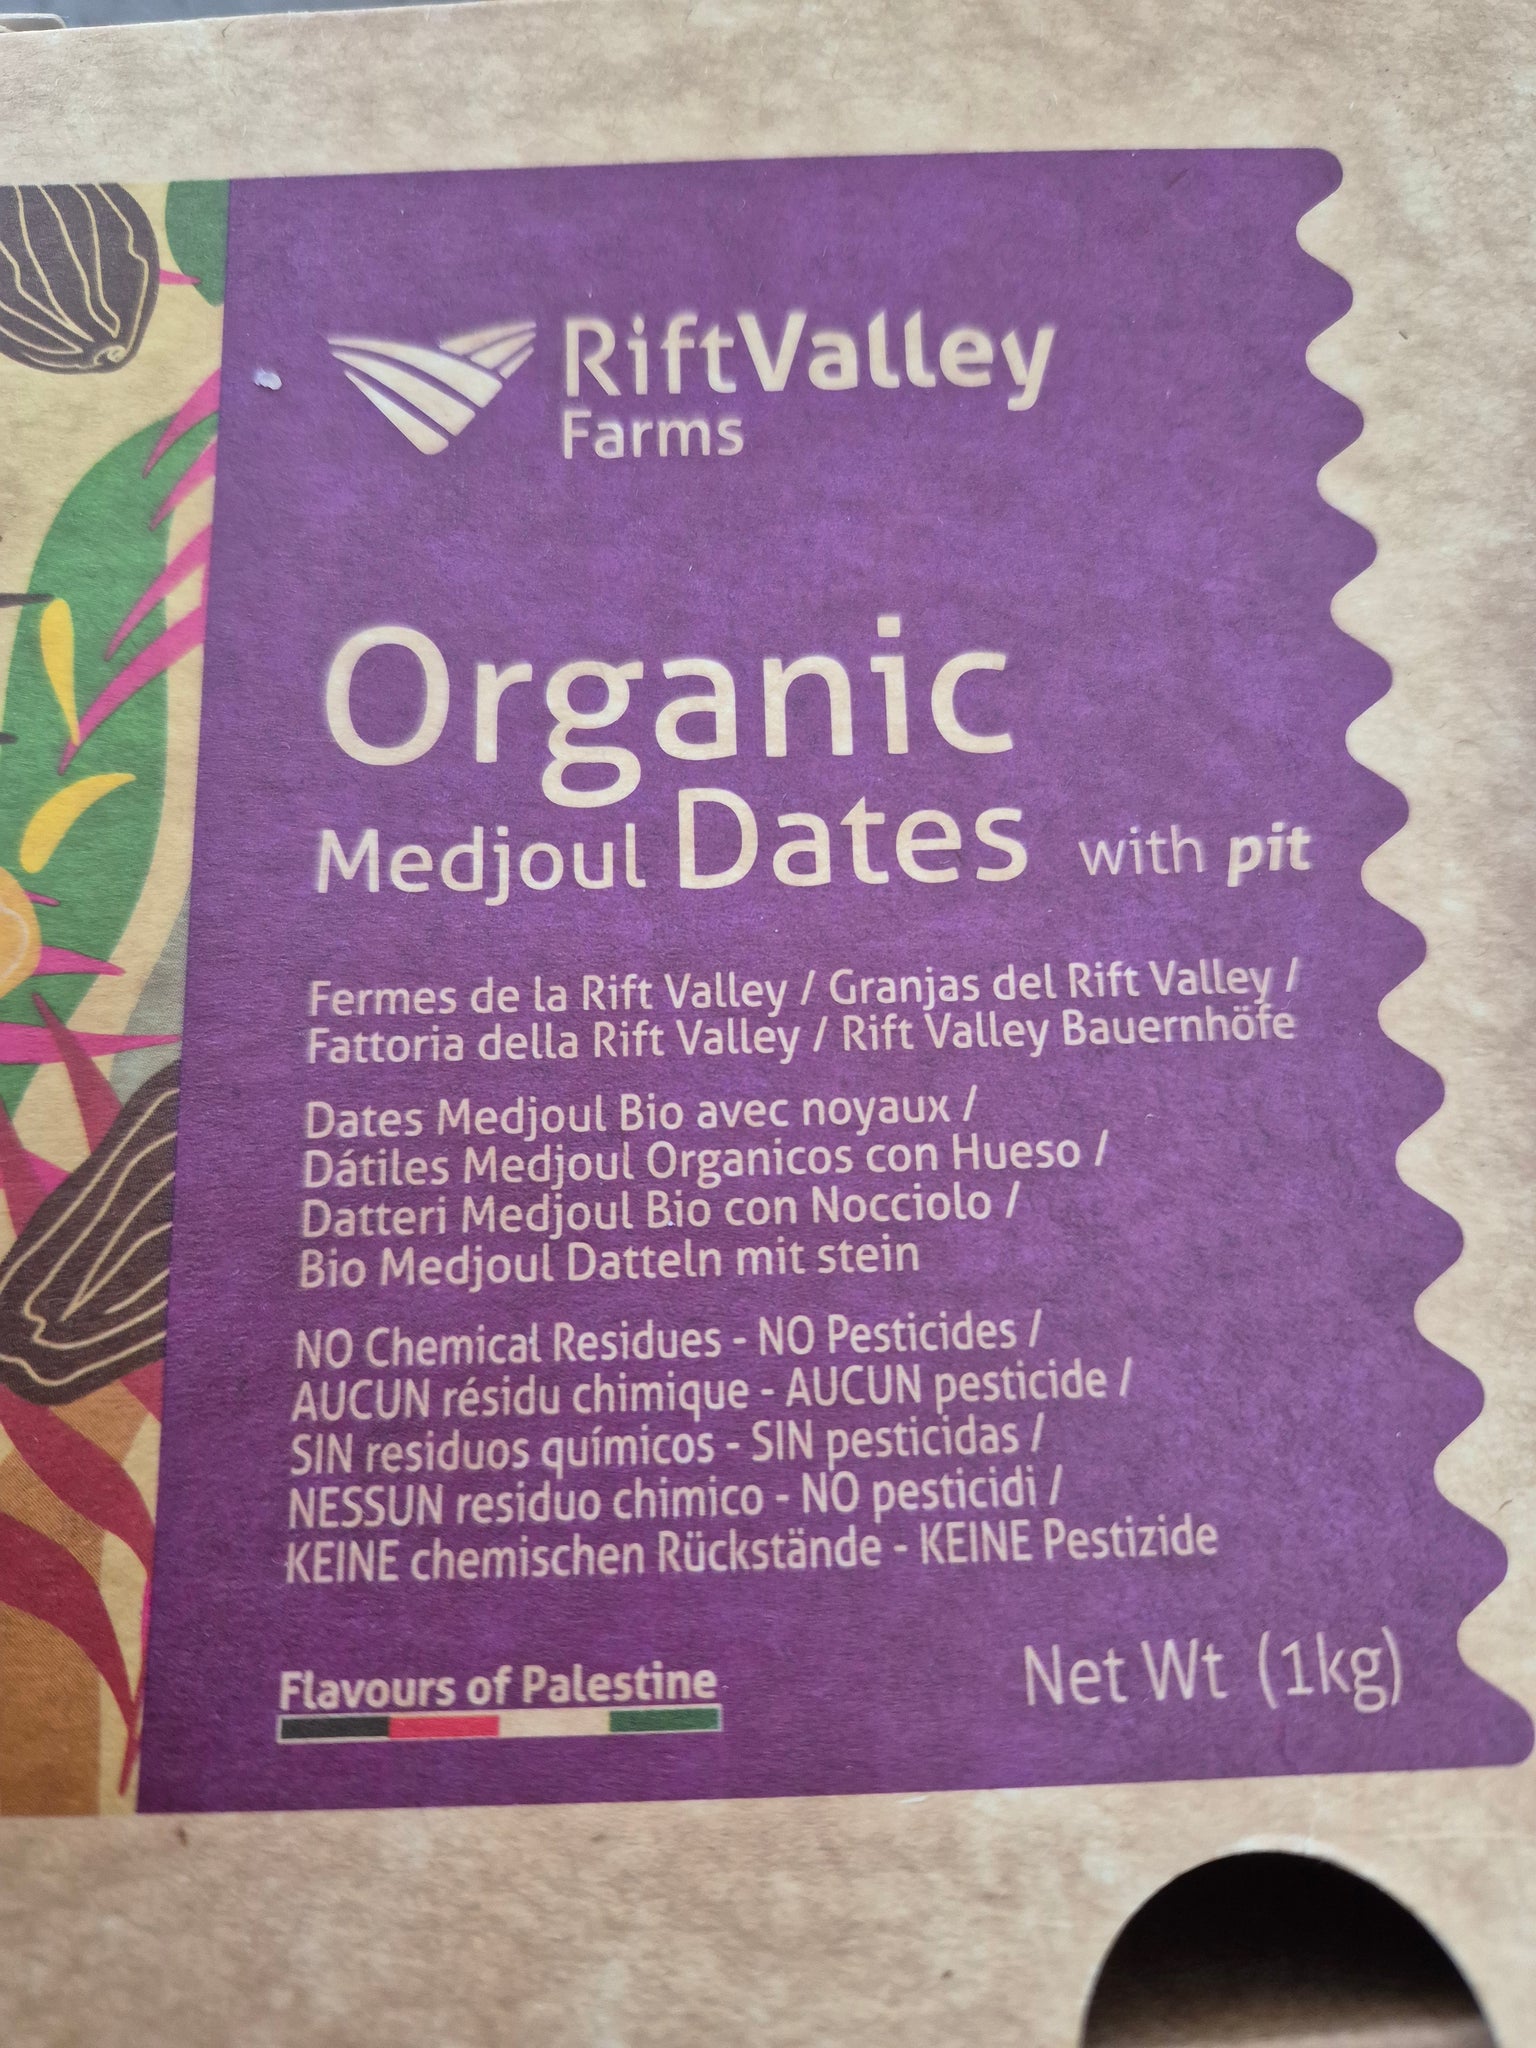 RiftValley
Farms
Organic
Medjoul Dates with pit
Fermes de la Rift Valley / Granjas del Rift Valley /
Fattoria della Rift Valley / Rift Valley Bauernhöfe
Dates Medjoul Bio avec noyaux /
Dátiles Medjoul Organicos con Hueso /
Datteri Medjoul Bio con Nocciolo /
Bio Medjoul Datteln mit stein
NO Chemical Residues - NO Pesticides /
AUCUN résidu chimique - AUCUN pesticide /
SIN residuos químicos - SIN pesticidas /
NESSUN residuo chimico - NO pesticidi /
KEINE chemischen Rückstände - KEINE Pestizide
Flavours of Palestine
Net Wt (1kg)